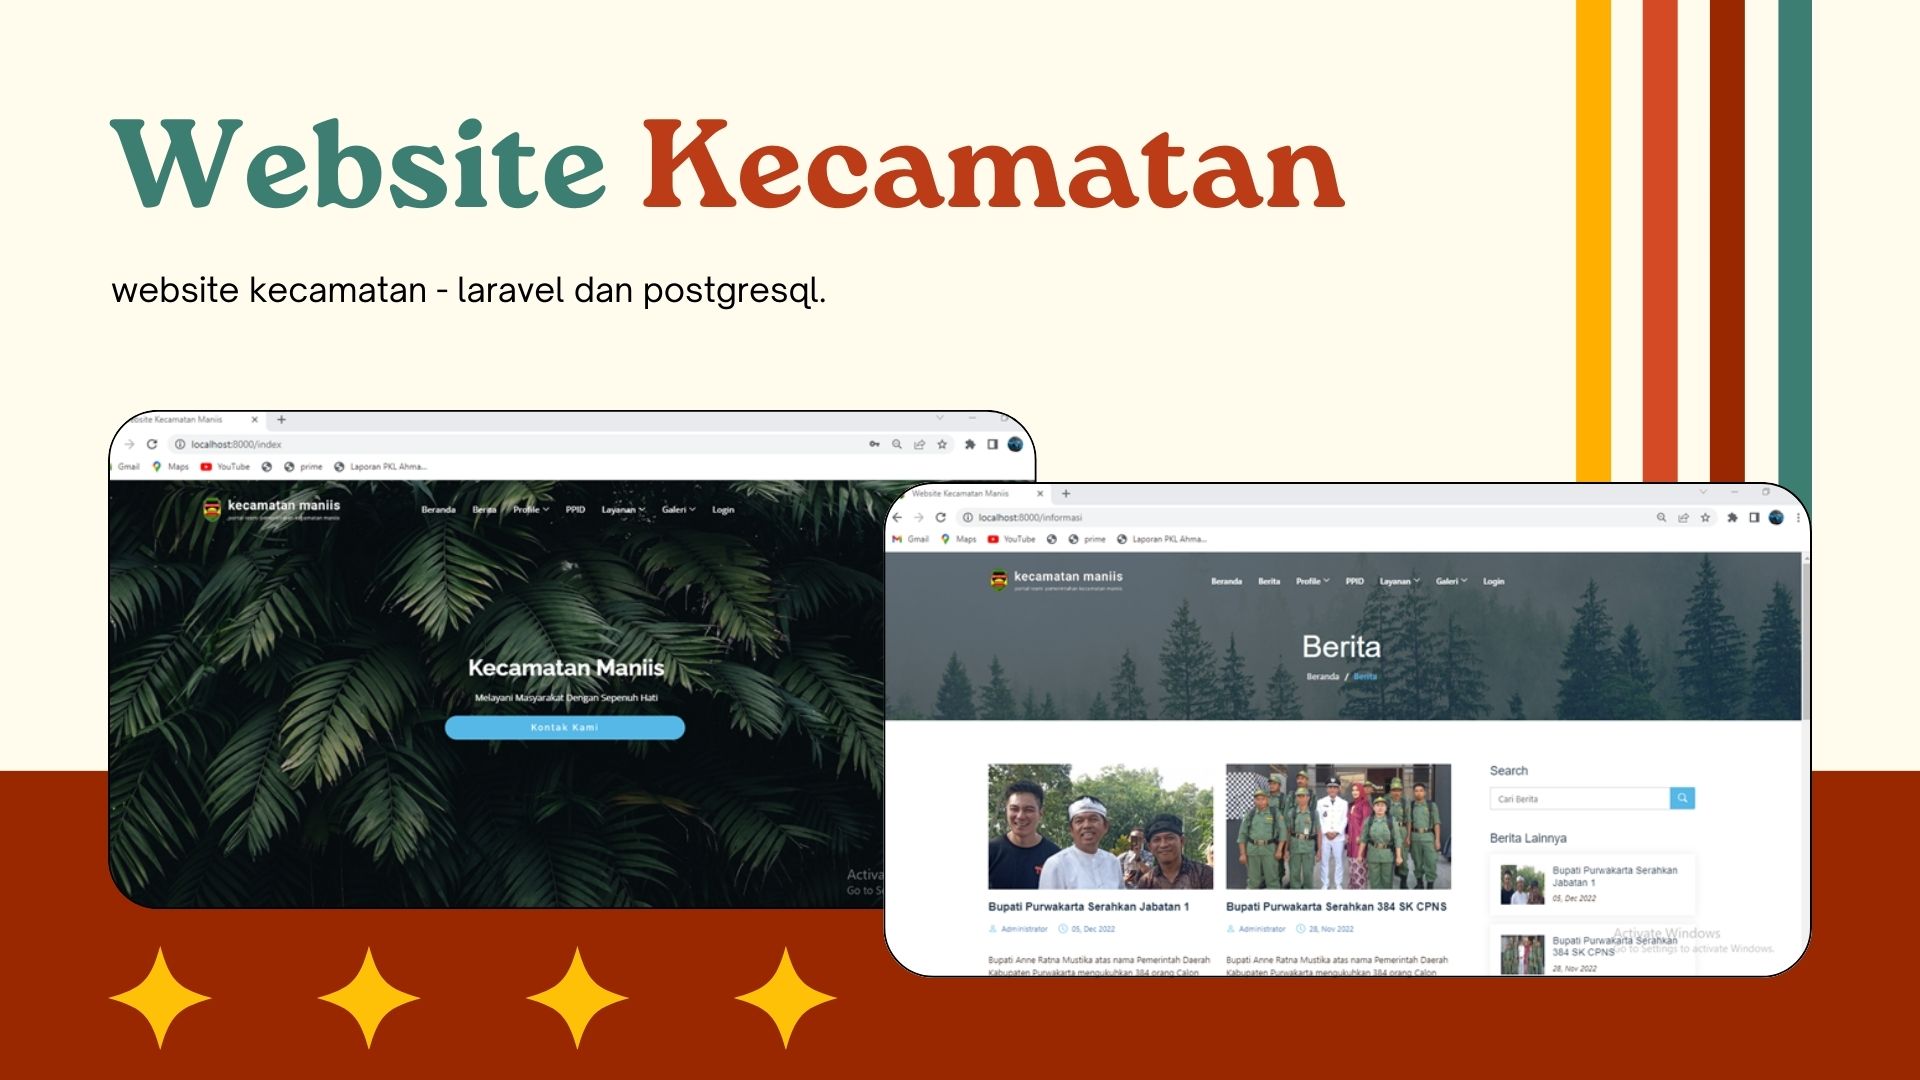 Website Kecamatan
website kecamatan - laravel dan postgresql.
Website Kecamatan Maniis
localhost:8000/index
Gmail Maps YouTube prime Laporan PKL Ahma...
kecamatan maniis
Beranda Berita Profile PPID Layanan Galeri Login
Kecamatan Maniis
Melayani Masyarakat Dengan Sepenuh Hati
Kontak Kami
Activa
Go to Se
Website Kecamatan Maniis
localhost:8000/informasi
Gmail Maps YouTube prime Laporan PKL Ahma...
kecamatan maniis
portal resmi pemerintahan kecamatan maniis
Beranda Berita Profile PPID Layanan Galeri Login
Berita
Beranda / Berita
Bupati Purwakarta Serahkan Jabatan 1
Administrator 05, Dec 2022
Bupati Anne Ratna Mustika atas nama Pemerintah Daerah
Kabupaten Purwakarta mengukuhkan 384 orang Calon
Bupati Purwakarta Serahkan 384 SK CPNS
Administrator 28, Nov 2022
Bupati Anne Ratna Mustika atas nama Pemerintah Daerah
Kabupaten Purwakarta mengukuhkan 384 orang Calon
Search
Cari Berita
Berita Lainnya
Bupati Purwakarta Serahkan
Jabatan 1
05, Dec 2022
Bupati Purwakarta Serahkan
384 SK CPNS
28, Nov 2022
Activate Windows
Go to Settings to activate Windows.